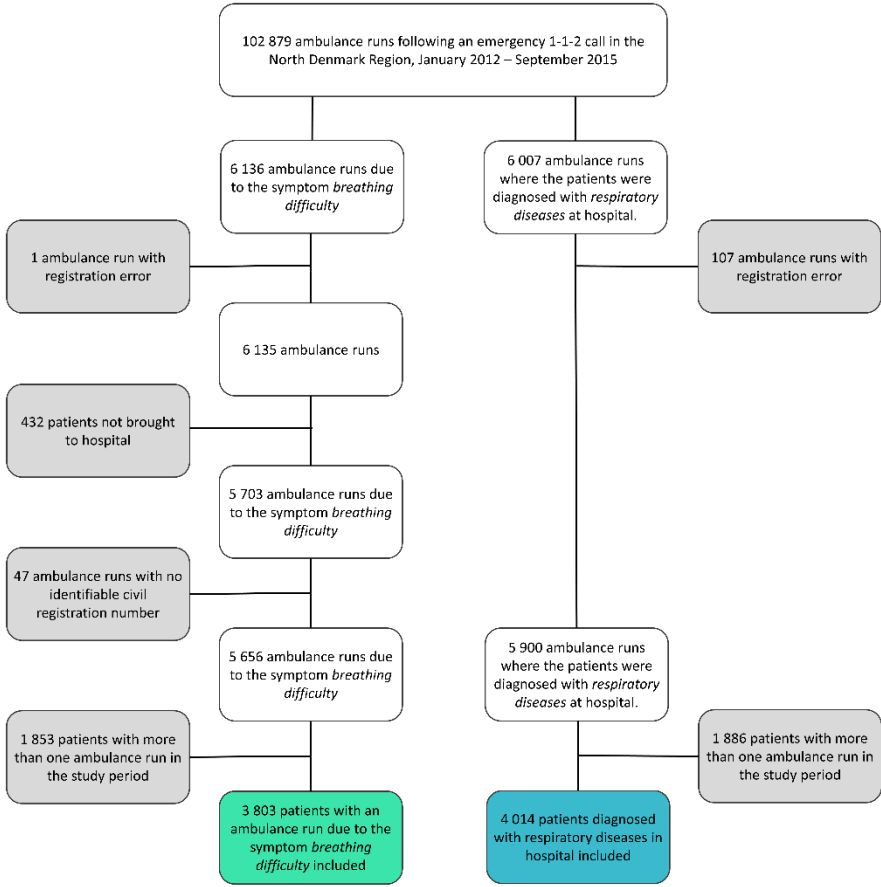 102 879 ambulance runs following an emergency 1-1-2 call in the
North Denmark Region, January 2012 – September 2015
6 136 ambulance runs due
to the symptom breathing
difficulty
6 007 ambulance runs
where the patients were
diagnosed with respiratory
diseases at hospital.
1 ambulance run with
registration error
107 ambulance runs with
registration error
6 135 ambulance runs
432 patients not brought
to hospital
5 703 ambulance runs due
to the symptom breathing
difficulty
47 ambulance runs with no
identifiable civil
registration number
5 656 ambulance runs due
to the symptom breathing
difficulty
5 900 ambulance runs
where the patients were
diagnosed with respiratory
diseases at hospital.
1 853 patients with more
than one ambulance run in
the study period
1 886 patients with more
than one ambulance run in
the study period
3 803 patients with an
ambulance run due to the
symptom breathing
difficulty included
4 014 patients diagnosed
with respiratory diseases in
hospital included